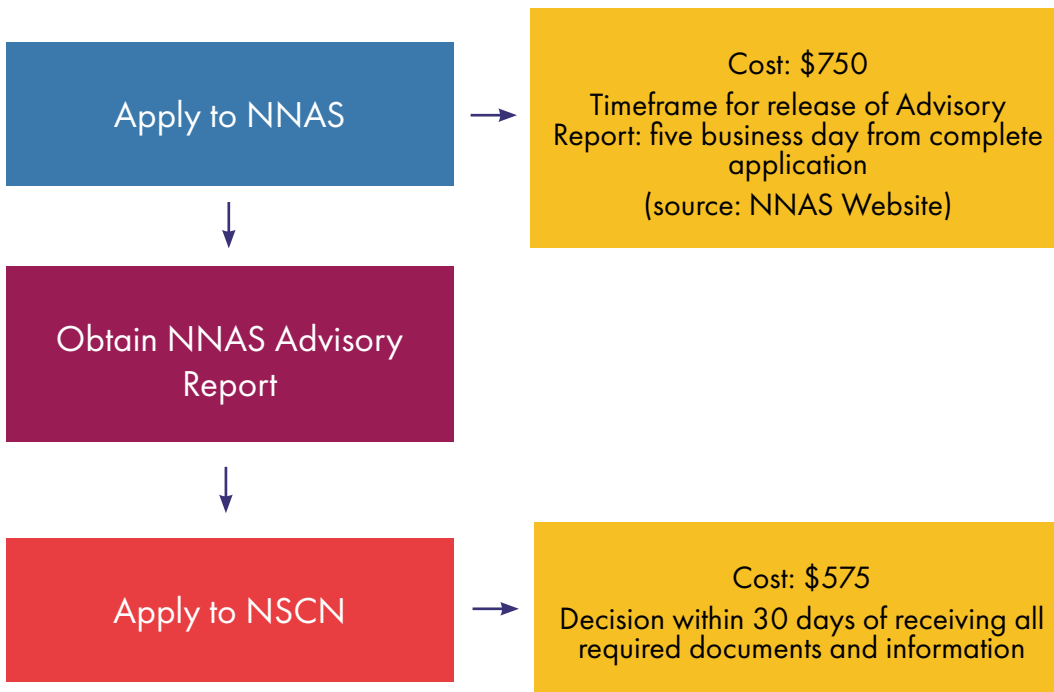 Apply to NNAS
Cost: $750
Timeframe for release of Advisory
Report: five business day from complete
application
(source: NNAS Website)
Obtain NNAS Advisory
Report
Apply to NSCN
Cost: $575
Decision within 30 days of receiving all
required documents and information